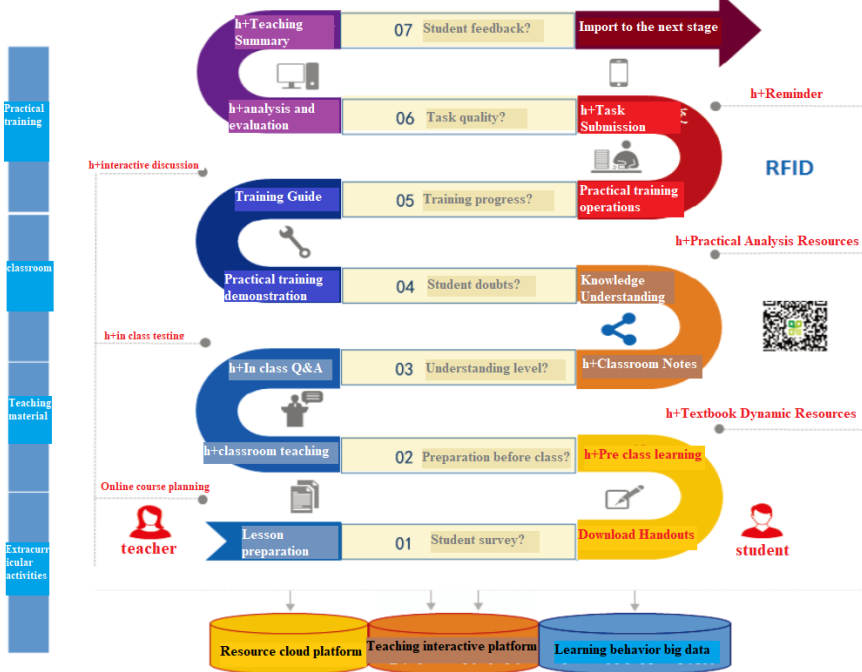 h+Teaching
Summary
07 Student feedback?
Import to the next stage
Practical
training
h+analysis and
evaluation
06 Task quality?
h+Task
Submission
h+Reminder
h+interactive discussion
RFID
Training Guide
05 Training progress?
Practical training
operations
h+Practical Analysis Resources
classroom
Practical training
demonstration
04 Student doubts?
Knowledge
Understanding
h+in class testing
h+In class Q&A
03 Understanding level?
h+Classroom Notes
Teaching
material
h+Textbook Dynamic Resources
h+classroom teaching
02 Preparation before class?
h+Pre class learning
Online course planning
teacher
Lesson
preparation
01 Student survey?
Download Handouts
student
Extracurr
icular
activities
Resource cloud platform
Teaching interactive platform
Learning behavior big data